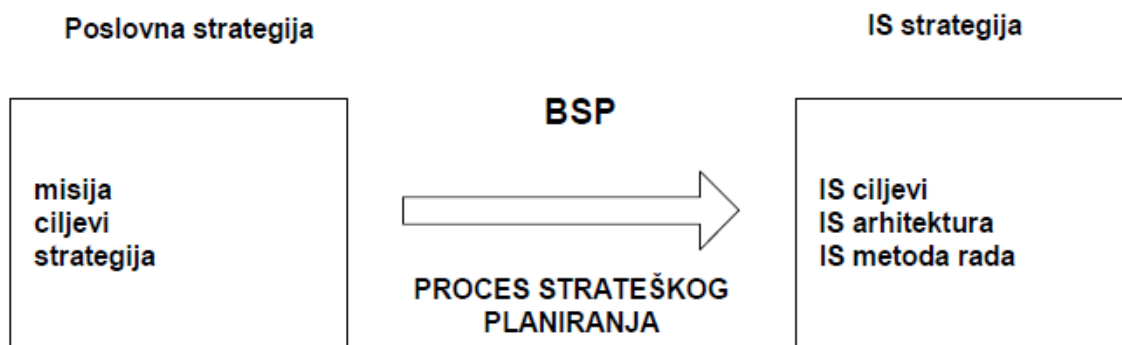 Poslovna strategija
IS strategija
BSP
misija
ciljevi
strategija
IS ciljevi
IS arhitektura
IS metoda rada
PROCES STRATEŠKOG
PLANIRANJA